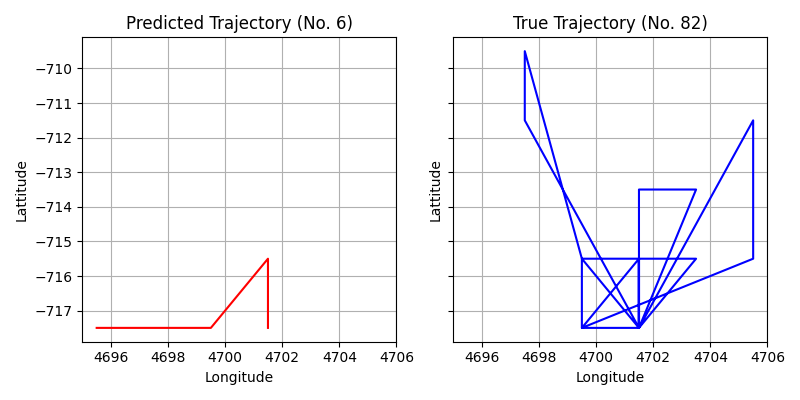 Predicted Trajectory (No. 6)
True Trajectory (No. 82)
Lattitude
−710
−711
−712
−713
−714
−715
−716
−717
4696 4698 4700 4702 4704 4706
Longitude
Lattitude
4696 4698 4700 4702 4704 4706
Longitude